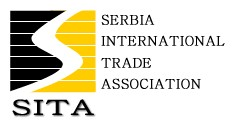 SERBIA
INTERNATIONAL
TRADE
ASSOCIATION
SITA